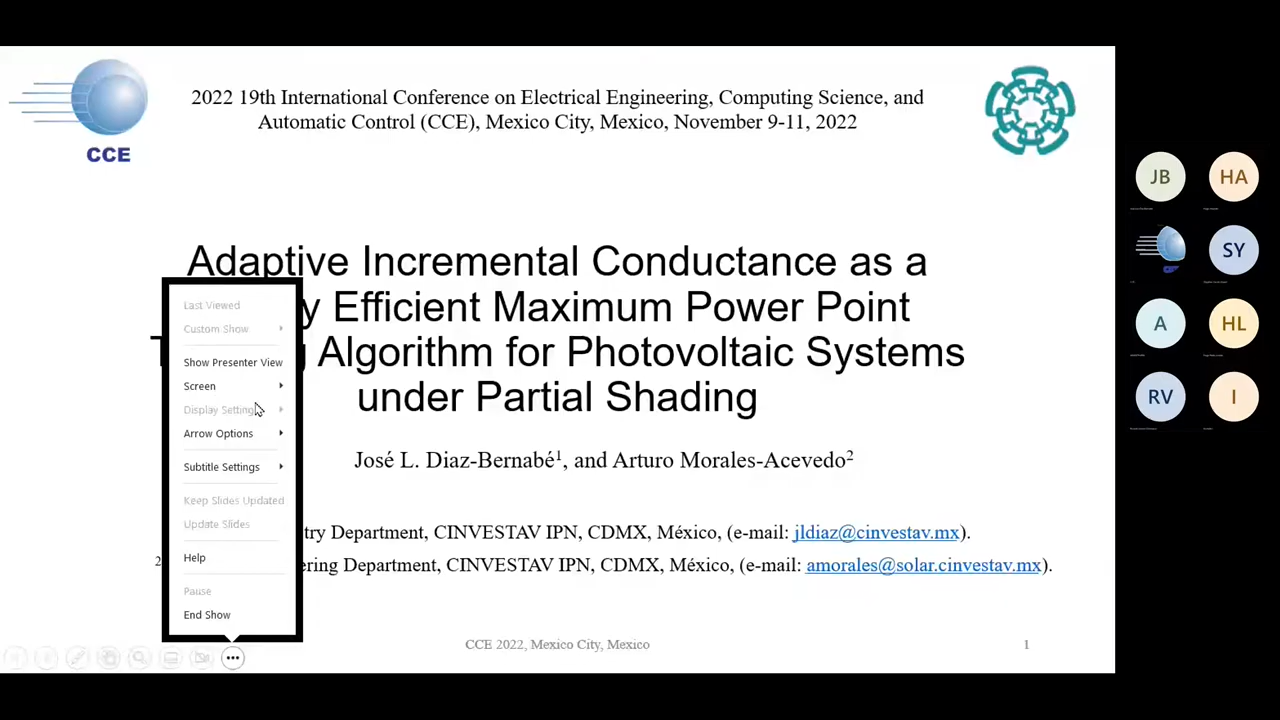 2022 19th International Conference on Electrical Engineering, Computing Science, and
Automatic Control (CCE), Mexico City, Mexico, November 9-11, 2022
CCE
Adaptive Incremental Conductance as a
y Efficient Maximum Power Point
T Algorithm for Photovoltaic Systems
under Partial Shading
José L. Diaz-Bernabé¹, and Arturo Morales-Acevedo²
try Department, CINVESTAV IPN, CDMX, México, (e-mail: jldiaz@cinvestav.mx).
2 ering Department, CINVESTAV IPN, CDMX, México, (e-mail: amorales@solar.cinvestav.mx).
CCE 2022, Mexico City, Mexico
1
Last Viewed
Custom Show
Show Presenter View
Screen
Display Setting
Arrow Options
Subtitle Settings
Keep Slides Updated
Update Slides
Help
Pause
End Show
JB
HA
SY
A
HL
RV
I